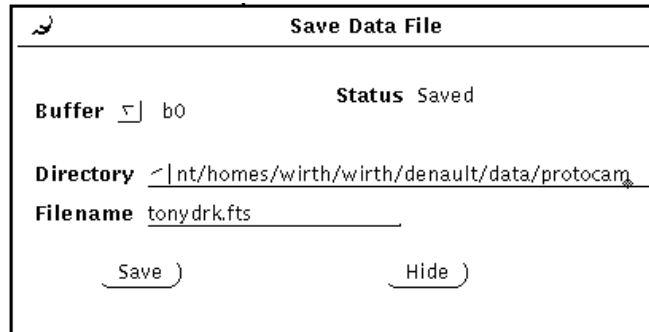 Save Data File
Buffer b0 Status Saved
Directory nt/homes/wirth/wirth/denault/data/protocam
Filename tonydrk.fts
Save Hide